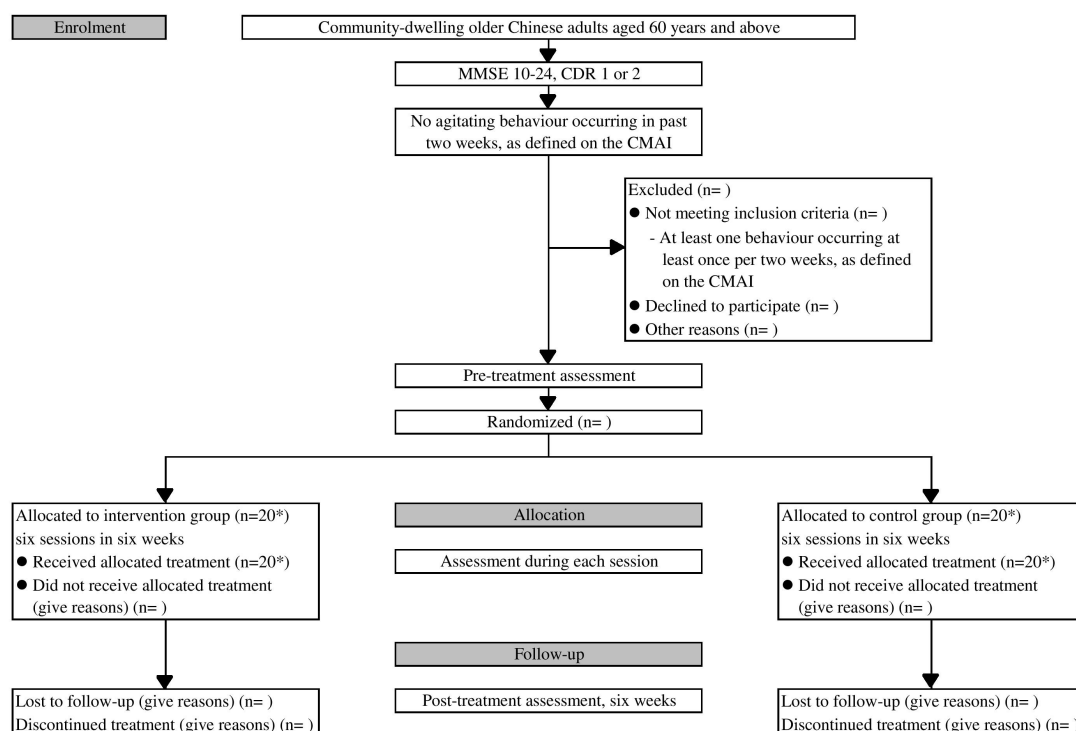 Enrolment
Community-dwelling older Chinese adults aged 60 years and above
MMSE 10-24, CDR 1 or 2
No agitating behaviour occurring in past
two weeks, as defined on the CMAI
Excluded (n= )
● Not meeting inclusion criteria (n= )
- At least one behaviour occurring at
least once per two weeks, as defined
on the CMAI
● Declined to participate (n= )
● Other reasons (n= )
Pre-treatment assessment
Randomized (n= )
Allocated to intervention group (n=20*)
six sessions in six weeks
● Received allocated treatment (n=20*)
● Did not receive allocated treatment
(give reasons) (n= )
Allocation
Assessment during each session
Allocated to control group (n=20*)
six sessions in six weeks
● Received allocated treatment (n=20*)
● Did not receive allocated treatment
(give reasons) (n= )
Follow-up
Lost to follow-up (give reasons) (n= )
Discontinued treatment (give reasons) (n= )
Post-treatment assessment, six weeks
Lost to follow-up (give reasons) (n= )
Discontinued treatment (give reasons) (n= )